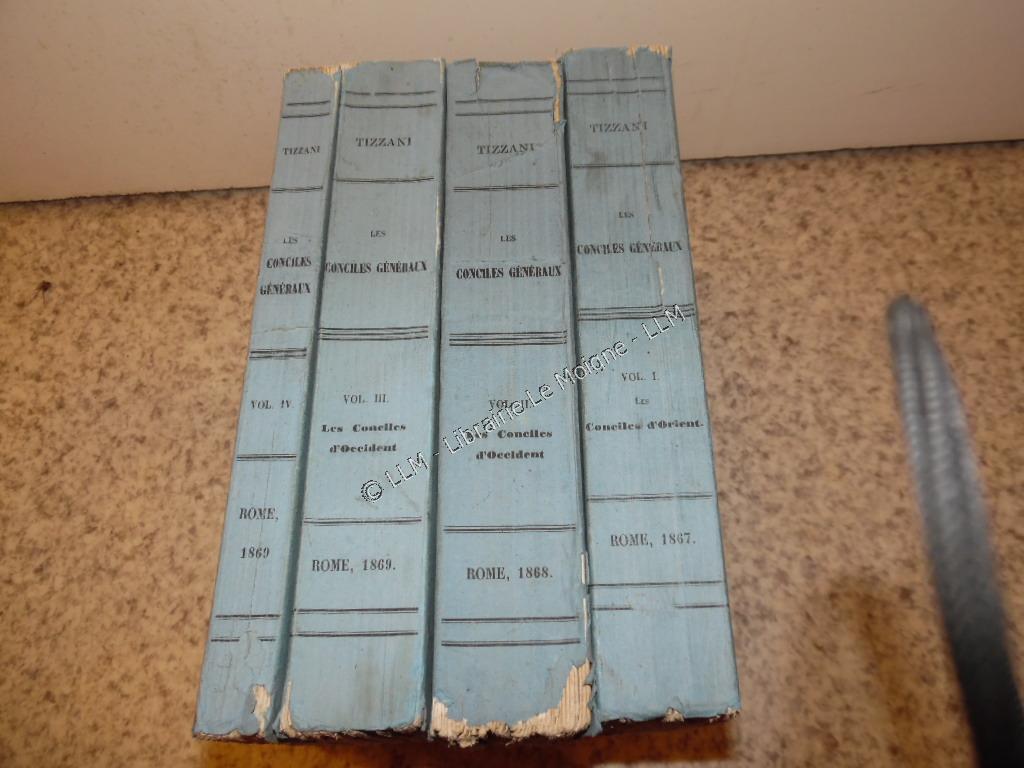 TIZZANI
LES
CONCILES
GÉNÉRAUX
VOL. IV.
ROME,
1869
TIZZANI
LES
CONCILES GÉNÉRAUX
VOL. III.
Les Conciles
d'Occident
ROME, 1869.
TIZZANI
LES
CONCILES GÉNÉRAUX
VOL. II.
Les Conciles
d'Occident
ROME, 1868.
TIZZANI
LES
CONCILES GÉNÉRAUX
VOL. I.
LES
Conciles d'Orient.
ROME, 1867.
© LLM - Librairie Le Moigne - LLM